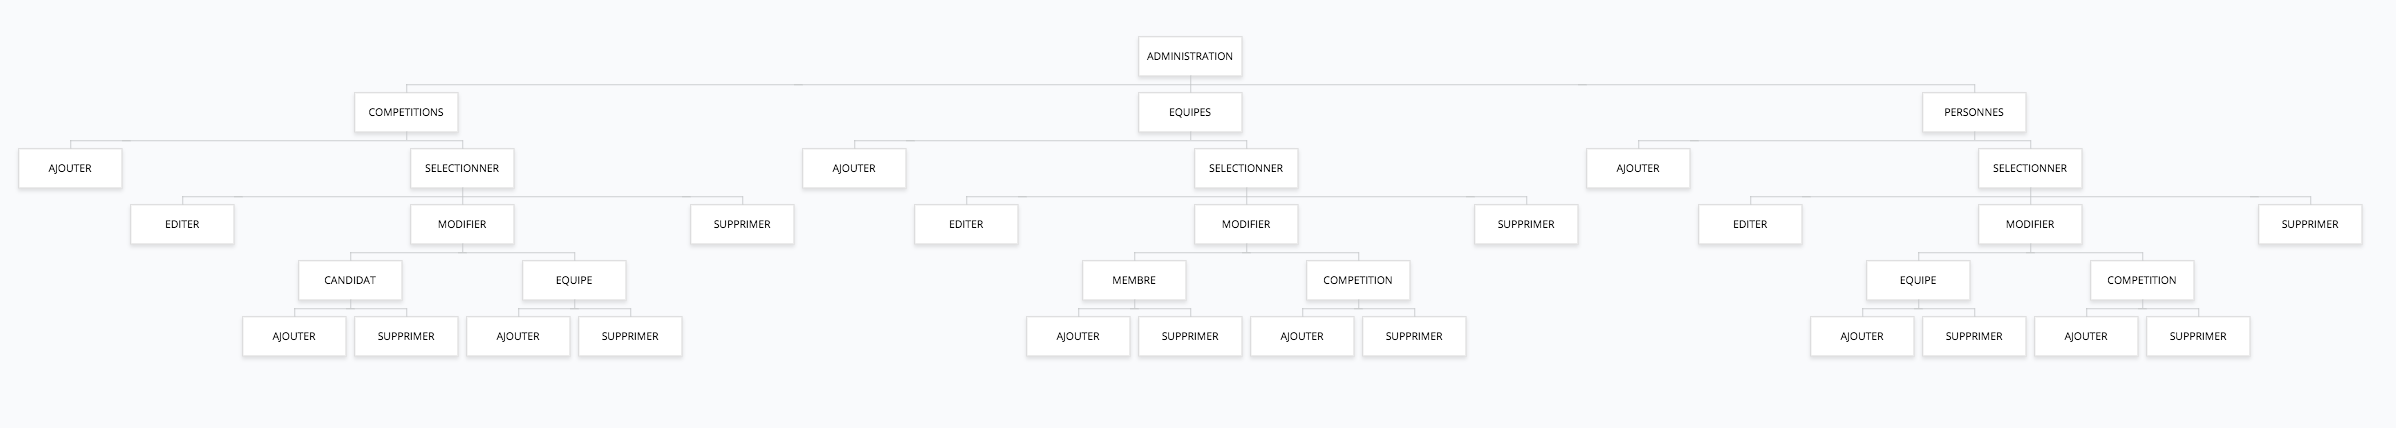 ADMINISTRATION
COMPETITIONS EQUIPES PERSONNES
AJOUTER SELECTIONNER AJOUTER SELECTIONNER AJOUTER SELECTIONNER
EDITER MODIFIER SUPPRIMER EDITER MODIFIER SUPPRIMER EDITER MODIFIER SUPPRIMER
CANDIDAT EQUIPE MEMBRE COMPETITION EQUIPE COMPETITION
AJOUTER SUPPRIMER AJOUTER SUPPRIMER AJOUTER SUPPRIMER AJOUTER SUPPRIMER AJOUTER SUPPRIMER AJOUTER SUPPRIMER